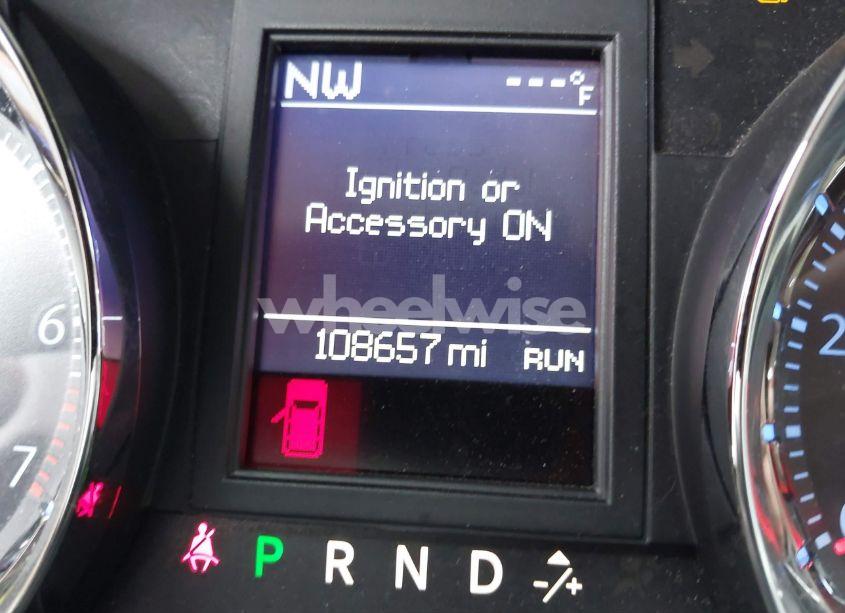 NW ---°F
Ignition or
Accessory ON
wheelwise
108657 mi RUN
6
7
2
P R N D -/+